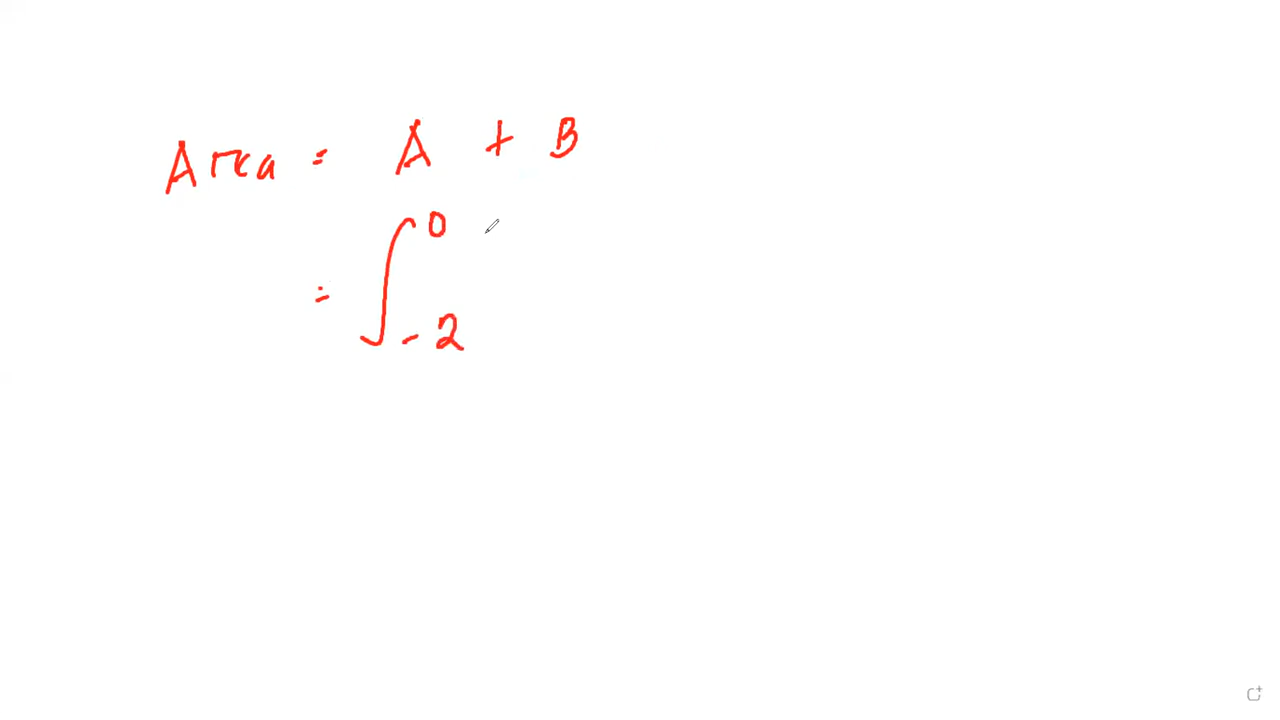 Area = A + B
= ∫_{-2}^{0}